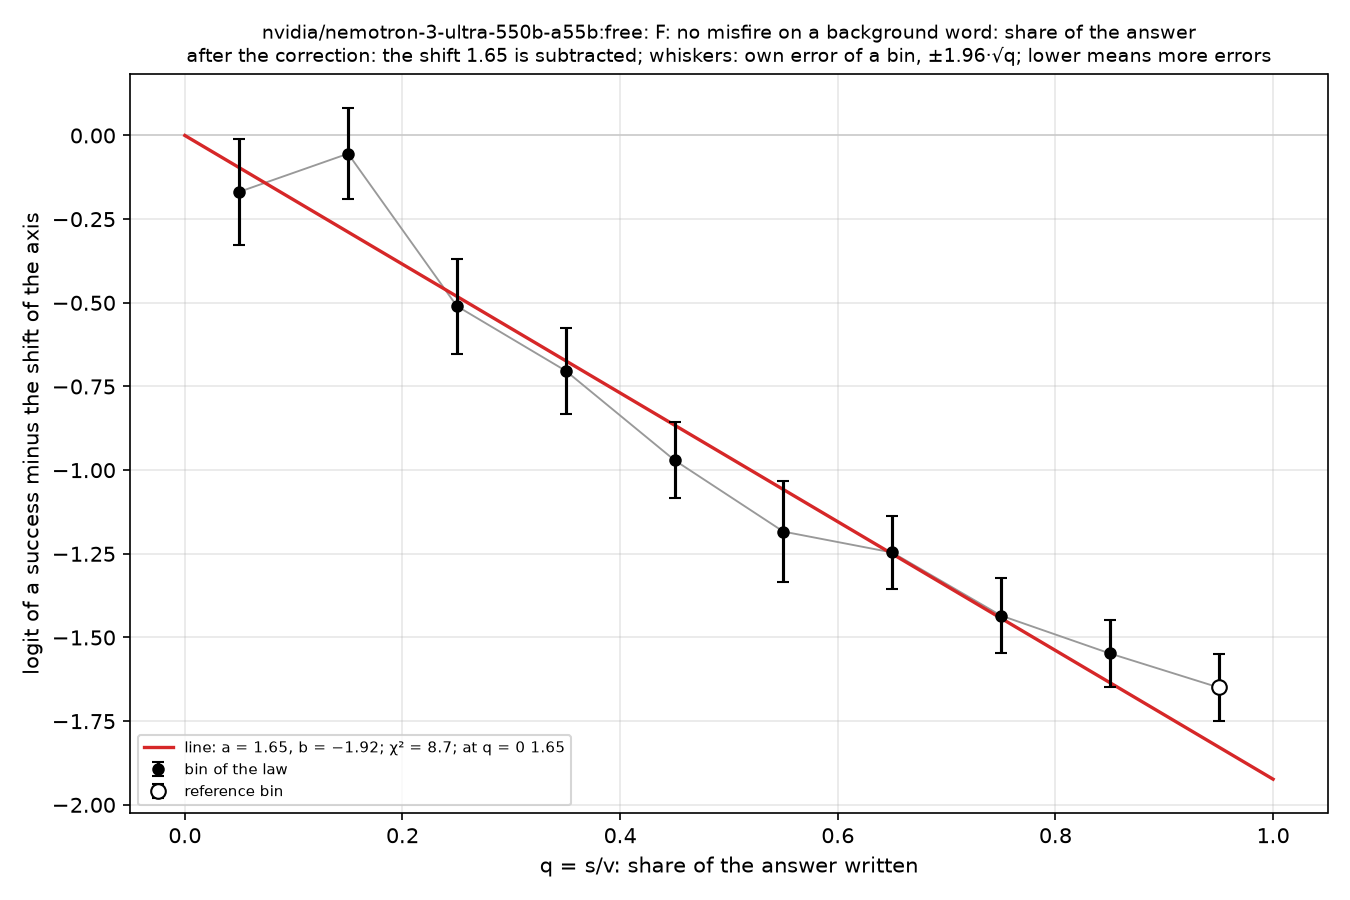 nvidia/nemotron-3-ultra-550b-a55b:free: F: no misfire on a background word: share of the answer
after the correction: the shift 1.65 is subtracted; whiskers: own error of a bin, ±1.96·√q; lower means more errors
logit of a success minus the shift of the axis
0.00
−0.25
−0.50
−0.75
−1.00
−1.25
−1.50
−1.75
−2.00
line: a = 1.65, b = −1.92; χ² = 8.7; at q = 0 1.65
bin of the law
reference bin
0.0
0.2
0.4
0.6
0.8
1.0
q = s/v: share of the answer written